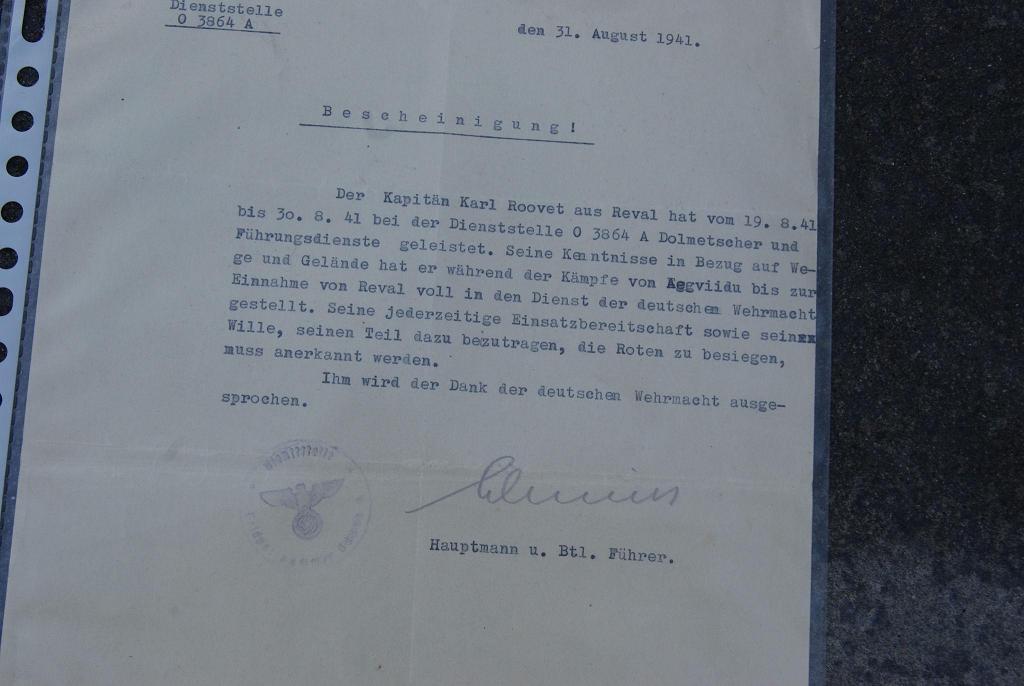 Dienststelle
O 3864 A
den 31. August 1941.
Bescheinigung!
Der Kapitän Karl Roovet aus Reval hat vom 19. 8.41
bis 3o. 8. 41 bei der Dienststelle O 3864 A Dolmetscher und
Führungsdienste geleistet. Seine Kenntnisse in Bezug auf We-
ge und Gelände hat er während der Kämpfe von Aegviidu bis zur
Einnahme von Reval voll in den Dienst der deutschen Wehrmacht
gestellt. Seine jederzeitige Einsatzbereitschaft sowie sein
Wille, seinen Teil dazu bezutragen, die Roten zu besiegen,
muss anerkannt werden.
Ihm wird der Dank der deutschen Wehrmacht ausge-
sprochen.
Hauptmann u. Btl. Führer.